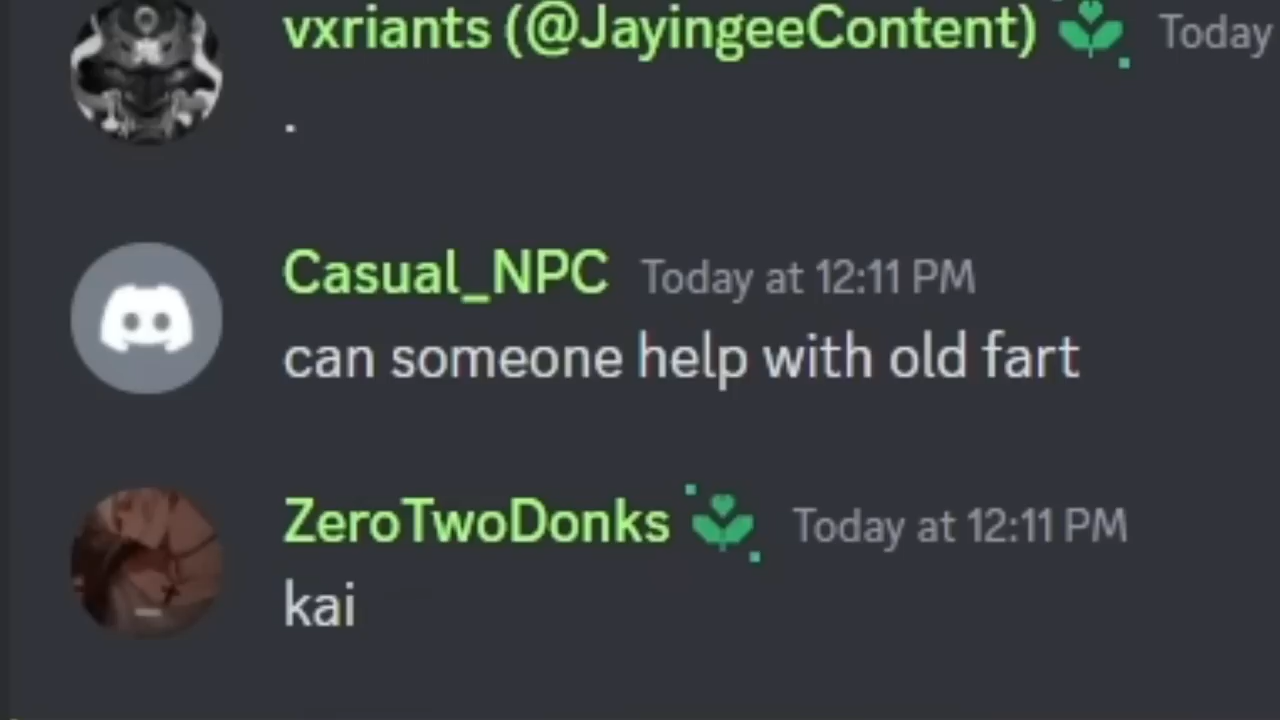 vxriants (@JayingeeContent) Today
.
Casual_NPC Today at 12:11 PM
can someone help with old fart
ZeroTwoDonks Today at 12:11 PM
kai